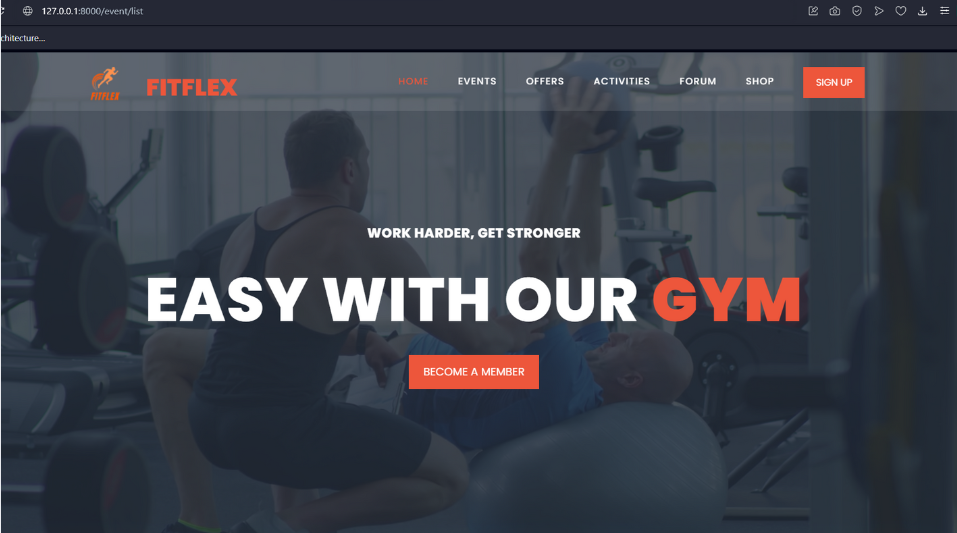 127.0.0.1:8000/event/list
chitecture...
FITFLEX
FITFLEX
HOME
EVENTS
OFFERS
ACTIVITIES
FORUM
SHOP
SIGN UP
WORK HARDER, GET STRONGER
EASY WITH OUR GYM
BECOME A MEMBER